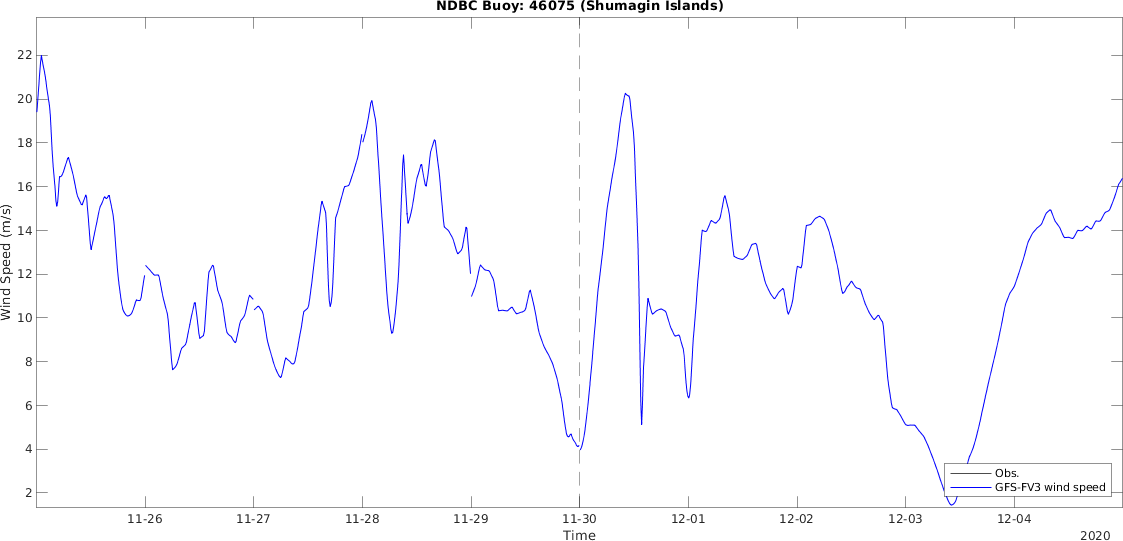 NDBC Buoy: 46075 (Shumagin Islands)
Wind Speed (m/s)
22
20
18
16
14
12
10
8
6
4
2
Obs.
GFS-FV3 wind speed
11-26 11-27 11-28 11-29 11-30 12-01 12-02 12-03 12-04
Time
2020